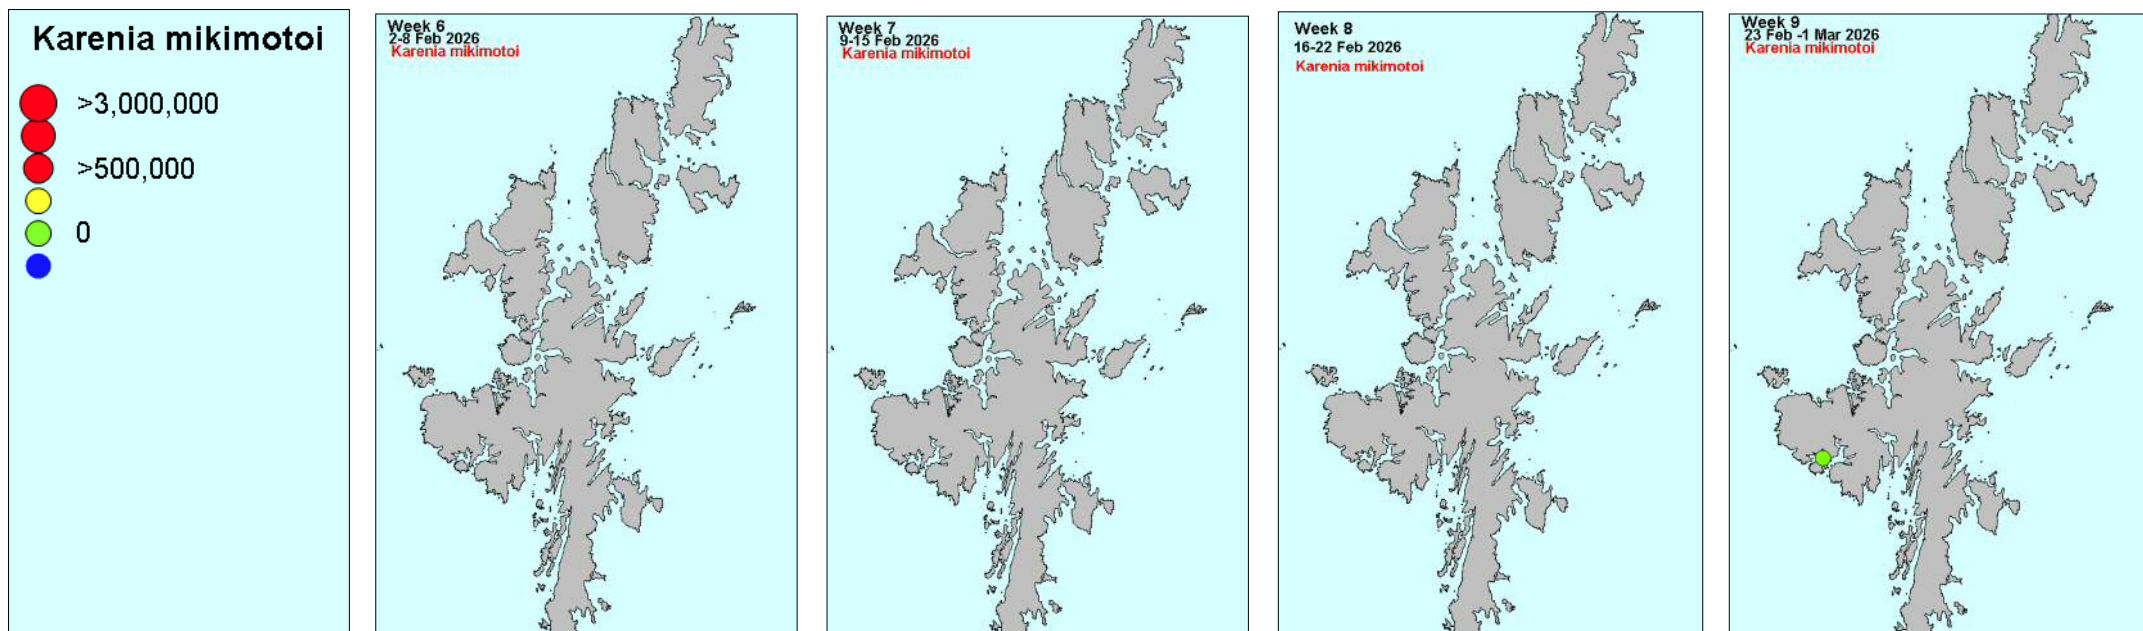 Karenia mikimotoi
>3,000,000
>500,000
0
Week 6
2-8 Feb 2026
Karenia mikimotoi
Week 7
9-15 Feb 2026
Karenia mikimotoi
Week 8
16-22 Feb 2026
Karenia mikimotoi
Week 9
23 Feb -1 Mar 2026
Karenia mikimotoi